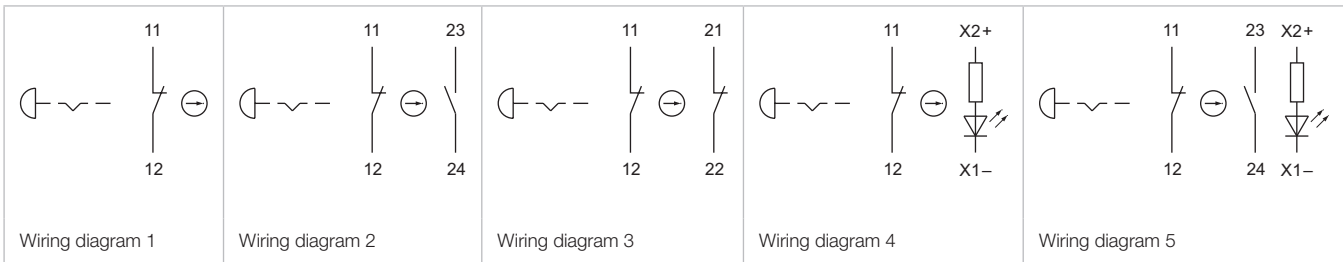 11
12
Wiring diagram 1
11 23
12 24
Wiring diagram 2
11 21
12 22
Wiring diagram 3
11 X2+
12 X1–
Wiring diagram 4
11 23 X2+
12 24 X1–
Wiring diagram 5